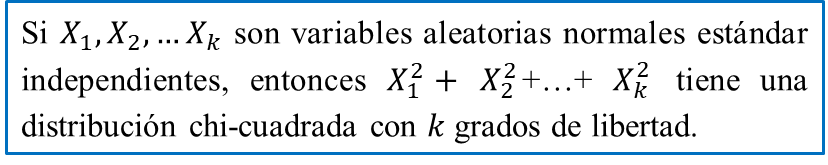 Si X₁, X₂, … Xₖ son variables aleatorias normales estándar
independientes, entonces X₁² + X₂²+…+ Xₖ² tiene una
distribución chi-cuadrada con k grados de libertad.